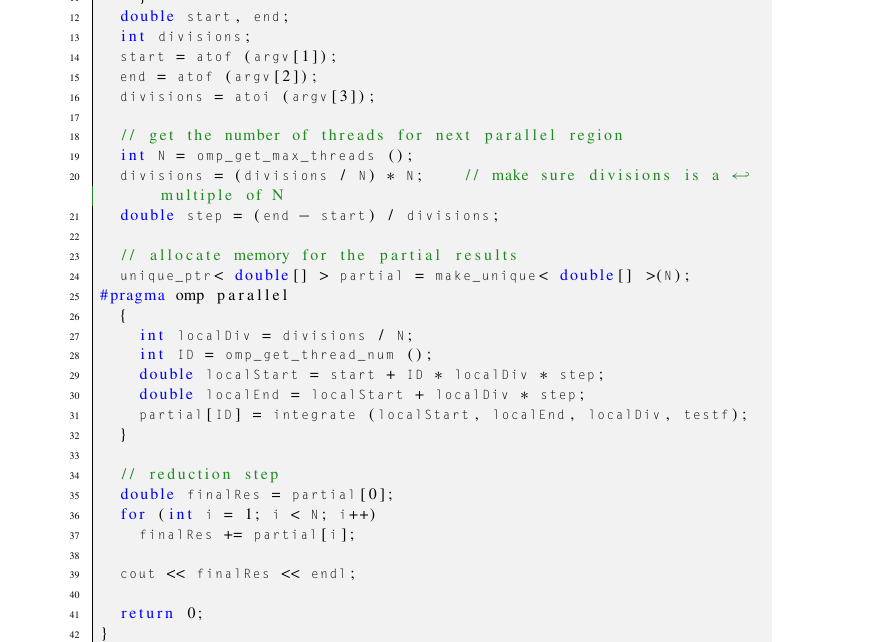 12 double start, end;
13 int divisions;
14 start = atof (argv[1]);
15 end = atof (argv[2]);
16 divisions = atoi (argv[3]);
17
18 // get the number of threads for next parallel region
19 int N = omp_get_max_threads ();
20 divisions = (divisions / N) * N; // make sure divisions is a ↩
multiple of N
21 double step = (end − start) / divisions;
22
23 // allocate memory for the partial results
24 unique_ptr< double[] > partial = make_unique< double[] >(N);
25 #pragma omp parallel
26 {
27 int localDiv = divisions / N;
28 int ID = omp_get_thread_num ();
29 double localStart = start + ID * localDiv * step;
30 double localEnd = localStart + localDiv * step;
31 partial[ID] = integrate (localStart, localEnd, localDiv, testf);
32 }
33
34 // reduction step
35 double finalRes = partial[0];
36 for (int i = 1; i < N; i++)
37 finalRes += partial[i];
38
39 cout << finalRes << endl;
40
41 return 0;
42 }